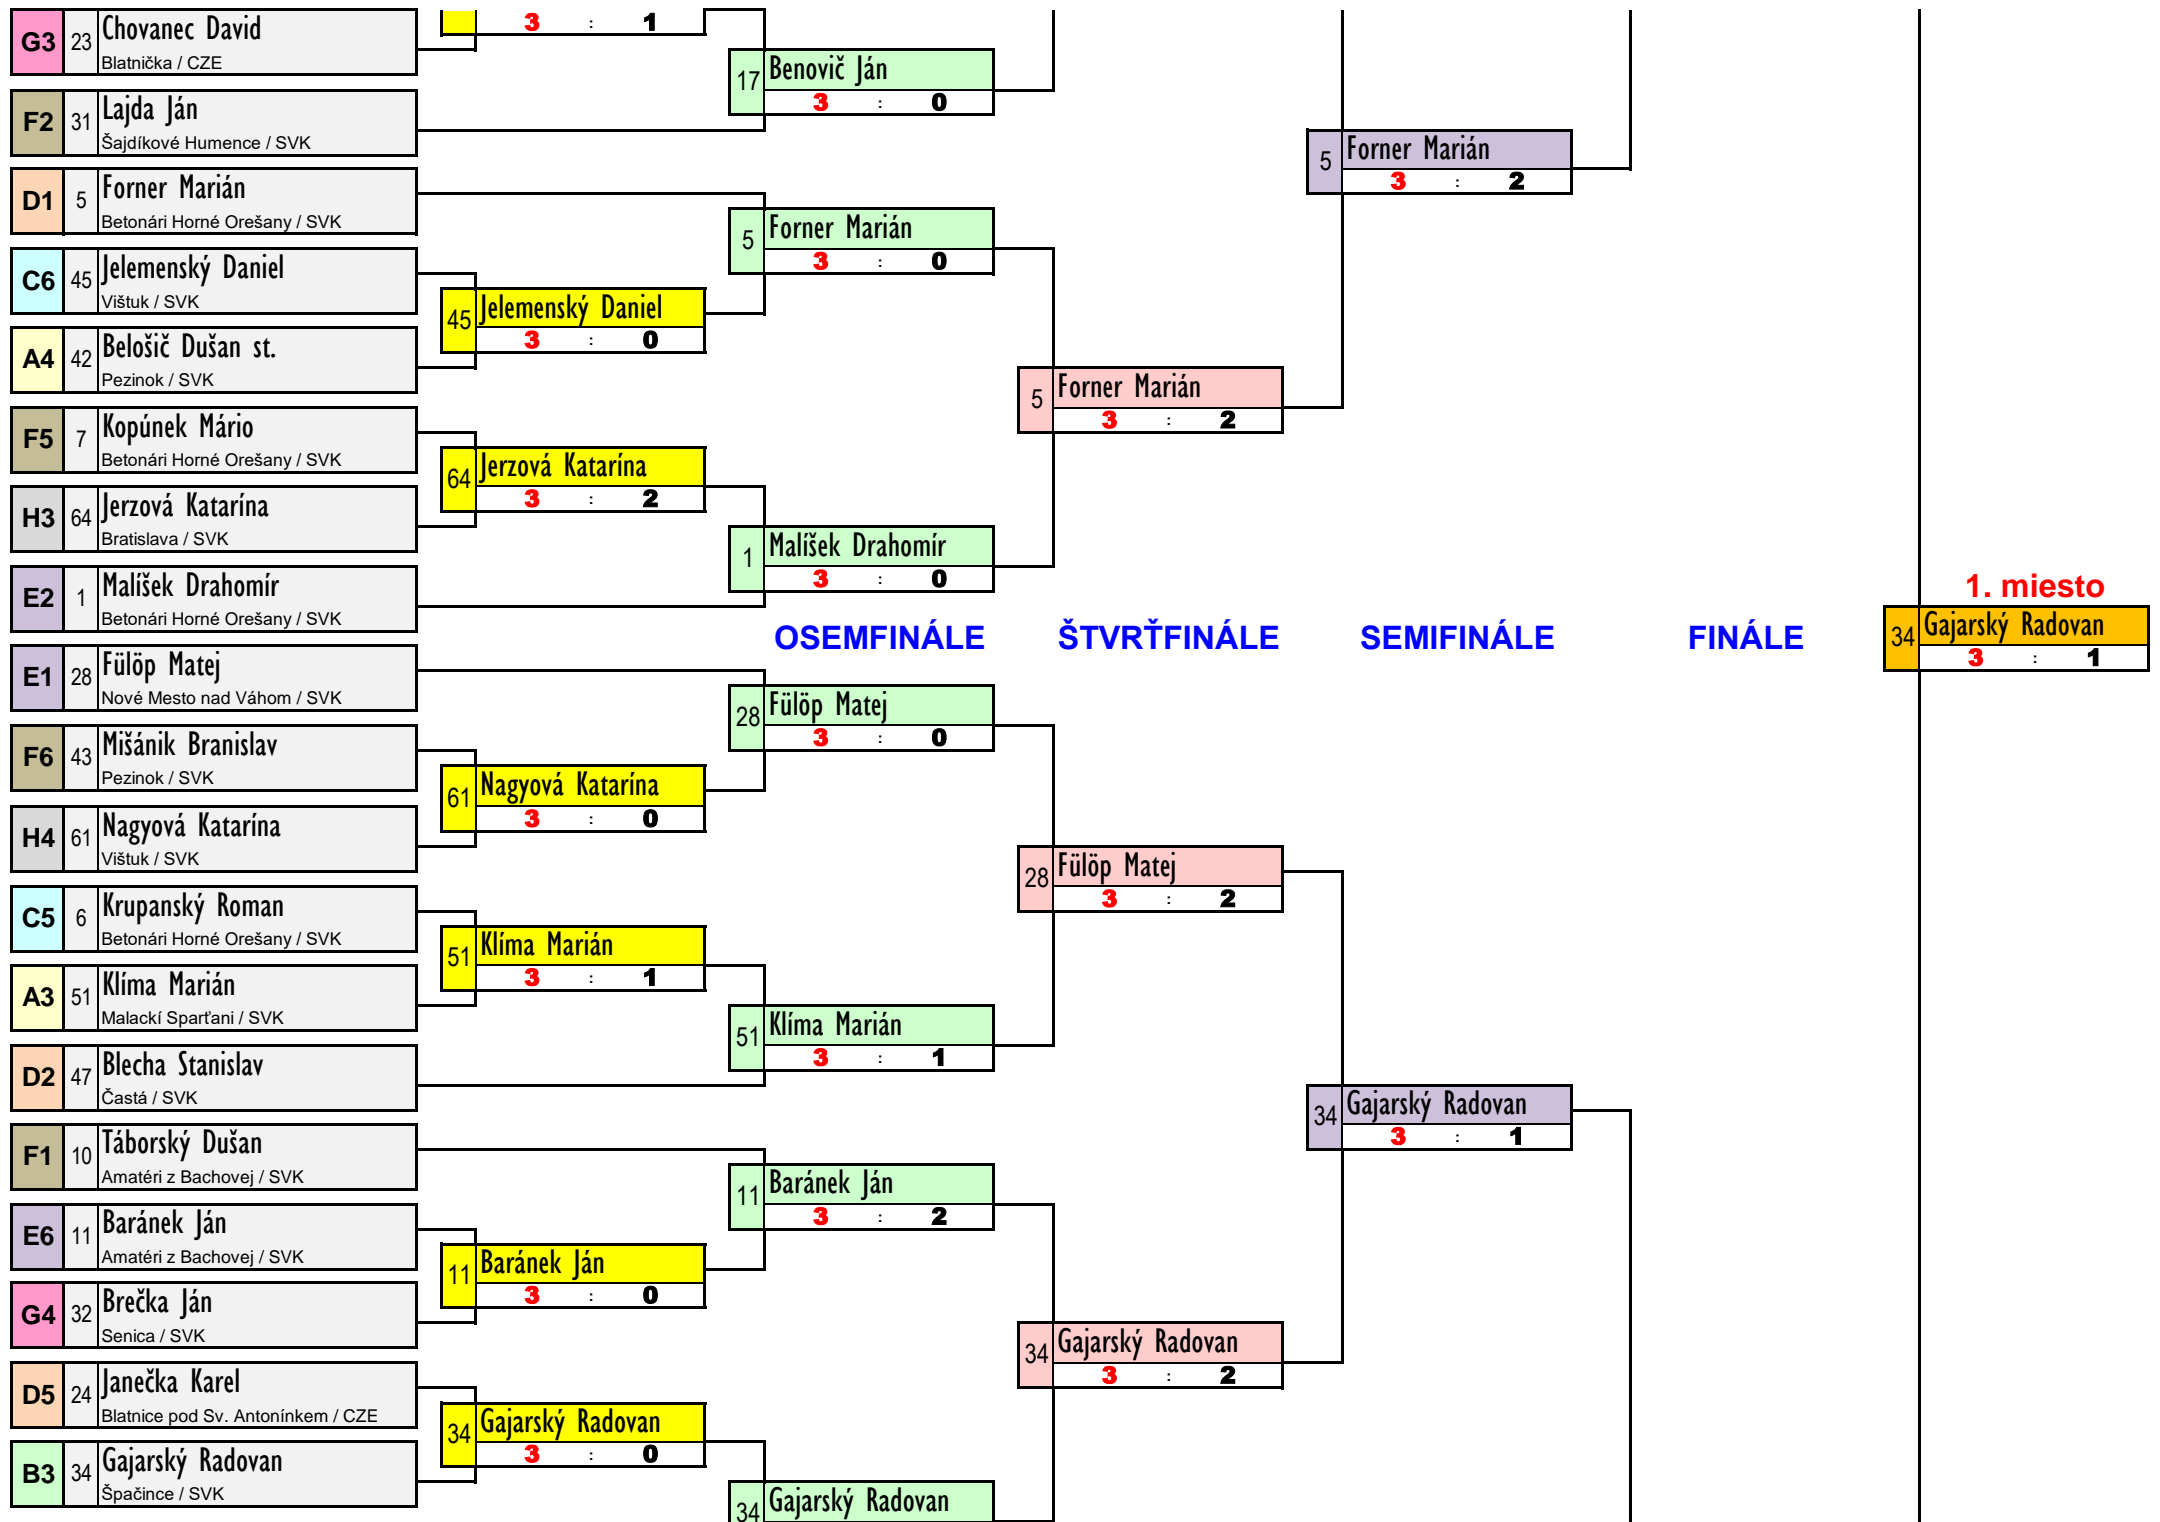 G3 23 Chovanec David
Blatnička / CZE
3 : 1
17 Benovič Ján
3 : 0
F2 31 Lajda Ján
Šajdíkové Humence / SVK
5 Forner Marián
3 : 2
D1 5 Forner Marián
Betonári Horné Orešany / SVK
5 Forner Marián
3 : 0
C6 45 Jelemenský Daniel
Vištuk / SVK
45 Jelemenský Daniel
3 : 0
A4 42 Belošič Dušan st.
Pezinok / SVK
5 Forner Marián
3 : 2
F5 7 Kopúnek Mário
Betonári Horné Orešany / SVK
64 Jerzová Katarína
3 : 2
H3 64 Jerzová Katarína
Bratislava / SVK
1 Malíšek Drahomír
3 : 0
E2 1 Malíšek Drahomír
Betonári Horné Orešany / SVK
1. miesto
OSEMFINÁLE ŠTVRŤFINÁLE SEMIFINÁLE FINÁLE
34 Gajarský Radovan
3 : 1
E1 28 Fülöp Matej
Nové Mesto nad Váhom / SVK
28 Fülöp Matej
3 : 0
F6 43 Mišánik Branislav
Pezinok / SVK
61 Nagyová Katarína
3 : 0
H4 61 Nagyová Katarína
Vištuk / SVK
28 Fülöp Matej
3 : 2
C5 6 Krupanský Roman
Betonári Horné Orešany / SVK
51 Klíma Marián
3 : 1
A3 51 Klíma Marián
Malackí Sparťani / SVK
51 Klíma Marián
3 : 1
D2 47 Blecha Stanislav
Častá / SVK
34 Gajarský Radovan
3 : 1
F1 10 Táborský Dušan
Amatéri z Bachovej / SVK
11 Baránek Ján
3 : 2
E6 11 Baránek Ján
Amatéri z Bachovej / SVK
11 Baránek Ján
3 : 0
G4 32 Brečka Ján
Senica / SVK
34 Gajarský Radovan
3 : 2
D5 24 Janečka Karel
Blatnice pod Sv. Antonínkem / CZE
34 Gajarský Radovan
3 : 0
B3 34 Gajarský Radovan
Špačince / SVK
34 Gajarský Radovan